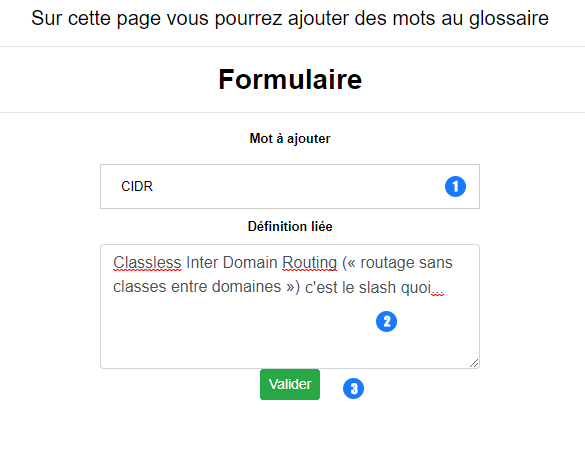 Sur cette page vous pourrez ajouter des mots au glossaire
Formulaire
Mot à ajouter
CIDR
1
Définition liée
Classless Inter Domain Routing (« routage sans
classes entre domaines ») c'est le slash quoi...
2
Valider
3